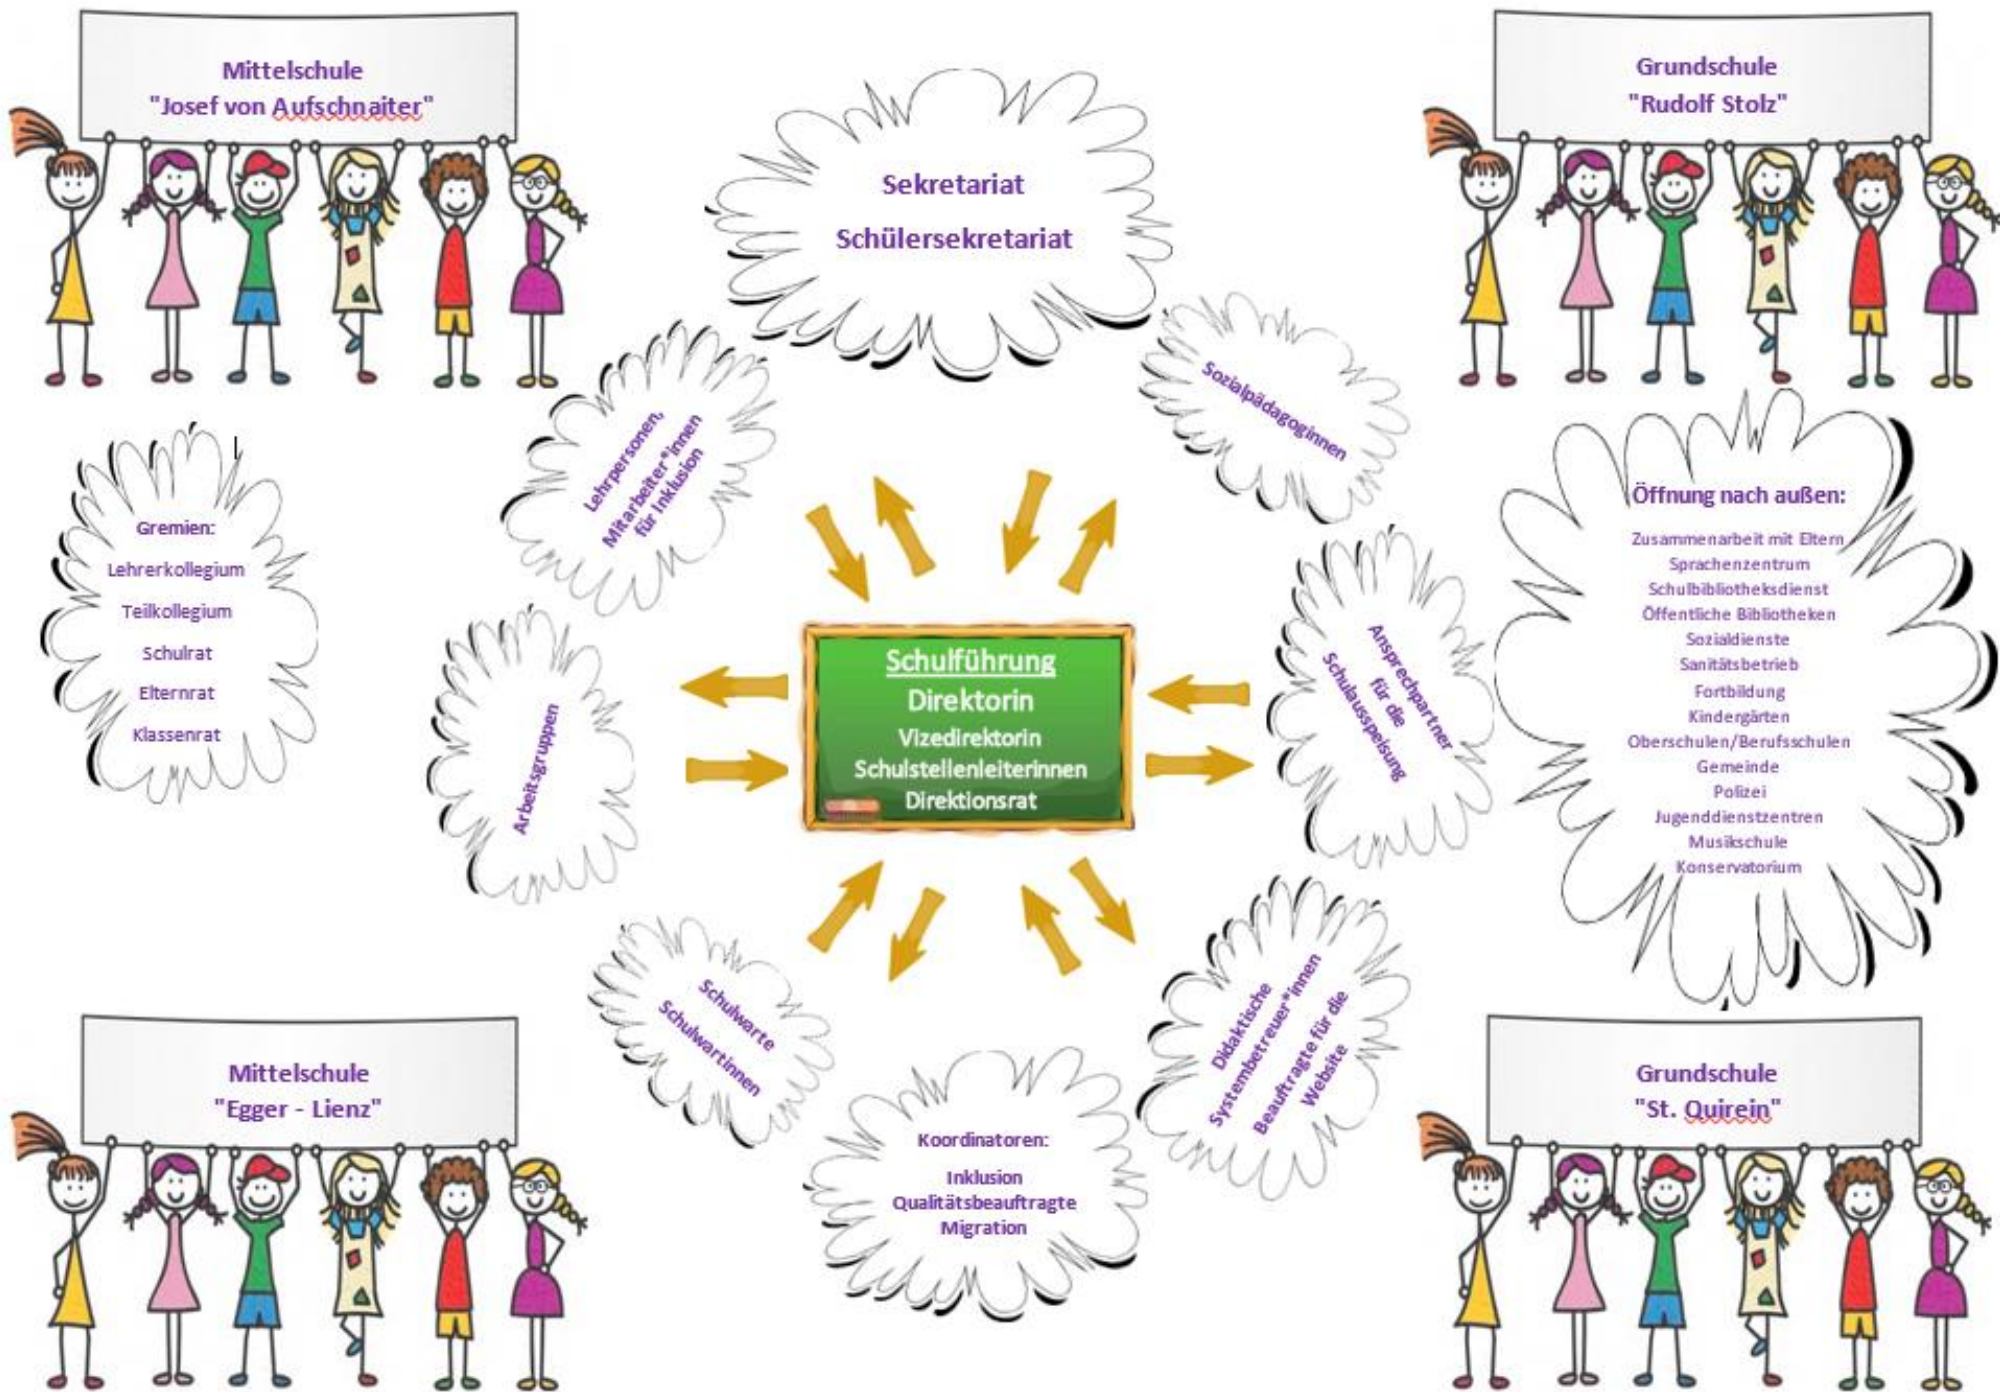 Mittelschule
"Josef von Aufschnaiter"
Grundschule
"Rudolf Stolz"
Sekretariat
Schülersekretariat
Lehrpersonen,
Mitarbeiter*innen
für Inklusion
Sozialpädagoginnen
Gremien:
Lehrerkollegium
Teilkollegium
Schulrat
Elternrat
Klassenrat
Öffnung nach außen:
Zusammenarbeit mit Eltern
Sprachenzentrum
Schulbibliotheksdienst
Öffentliche Bibliotheken
Sozialdienste
Sanitätsbetrieb
Fortbildung
Kindergärten
Oberschulen/Berufsschulen
Gemeinde
Polizei
Jugenddienstzentren
Musikschule
Konservatorium
Arbeitsgruppen
Schulführung
Direktorin
Vizedirektorin
Schulstellenleiterinnen
Direktionsrat
Ansprechpartner
für die
Schulausspeisung
Schulwarte
Schulwartinnen
Didaktische
Systembetreuer*innen
Beauftragte für die
Website
Koordinatoren:
Inklusion
Qualitätsbeauftragte
Migration
Mittelschule
"Egger - Lienz"
Grundschule
"St. Quirein"